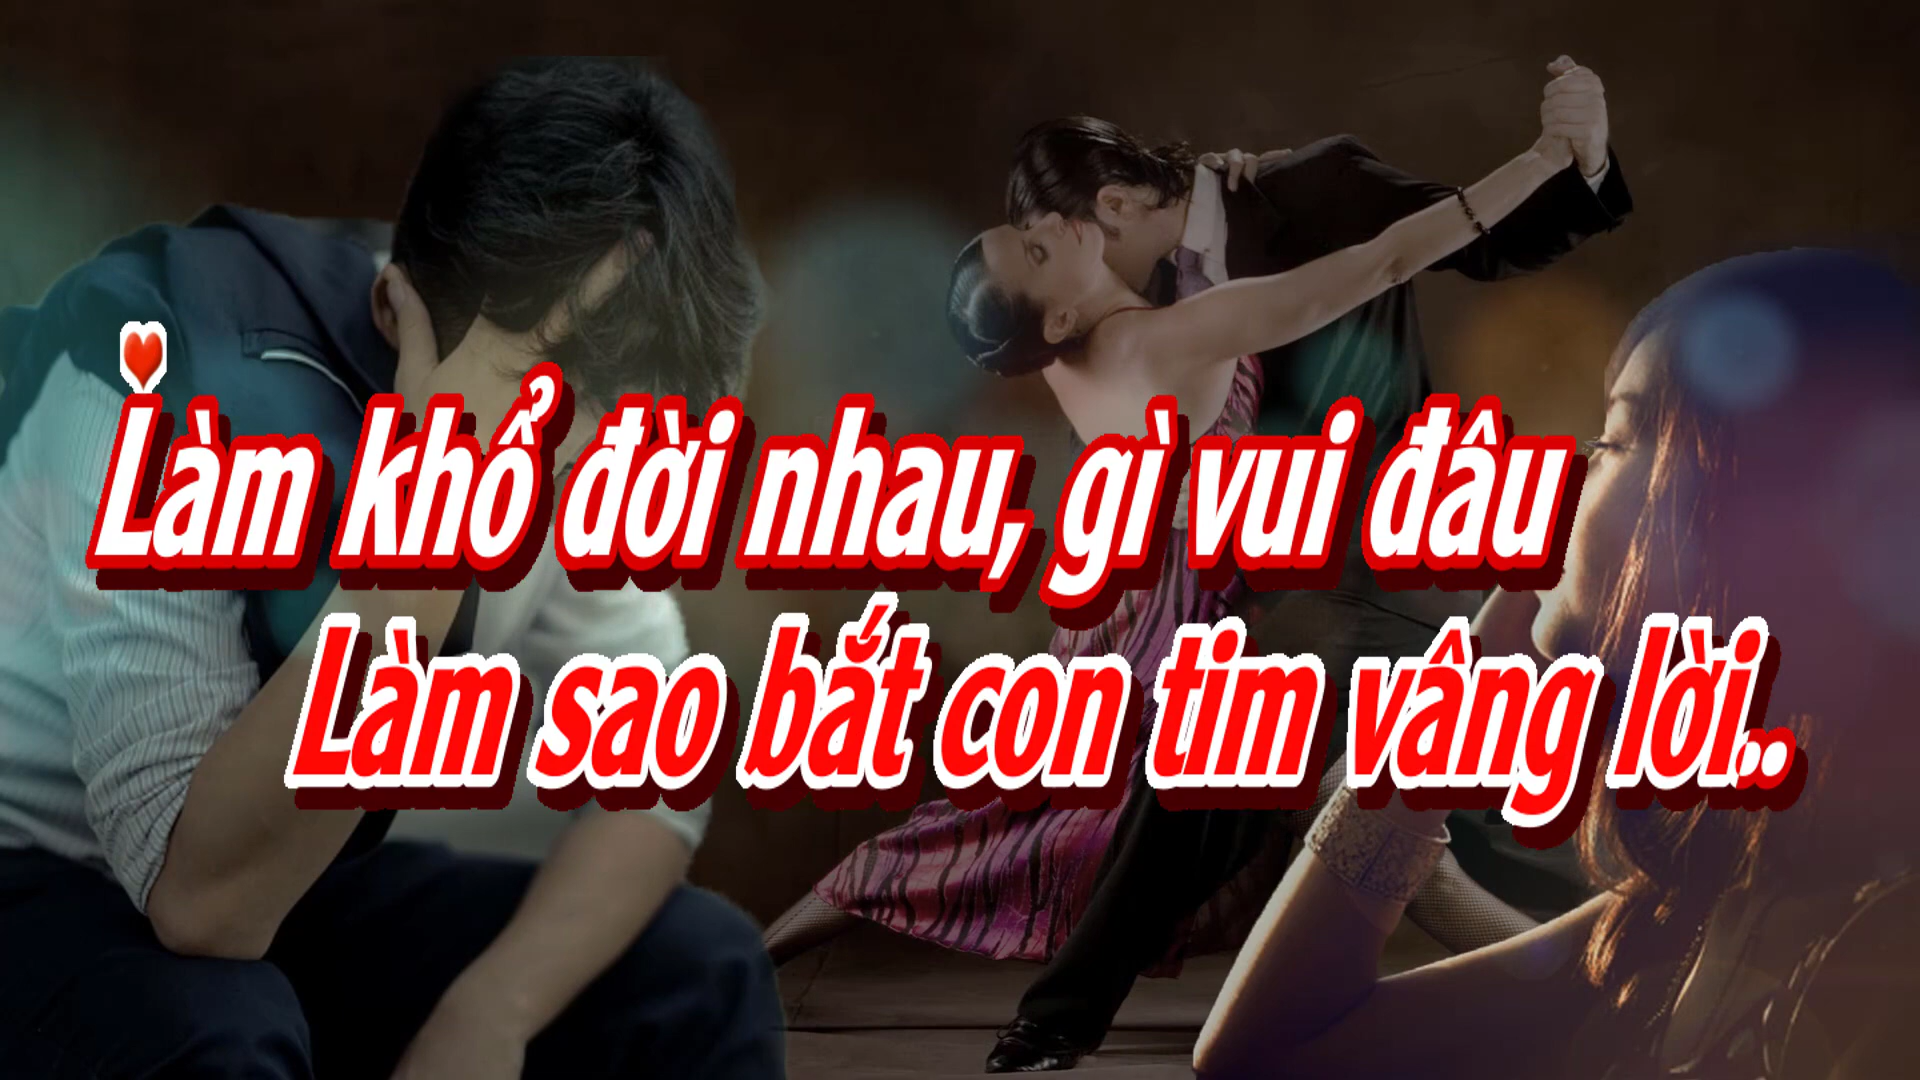 Làm khổ đời nhau, gì vui đâu
Làm sao bắt con tim vâng lời..